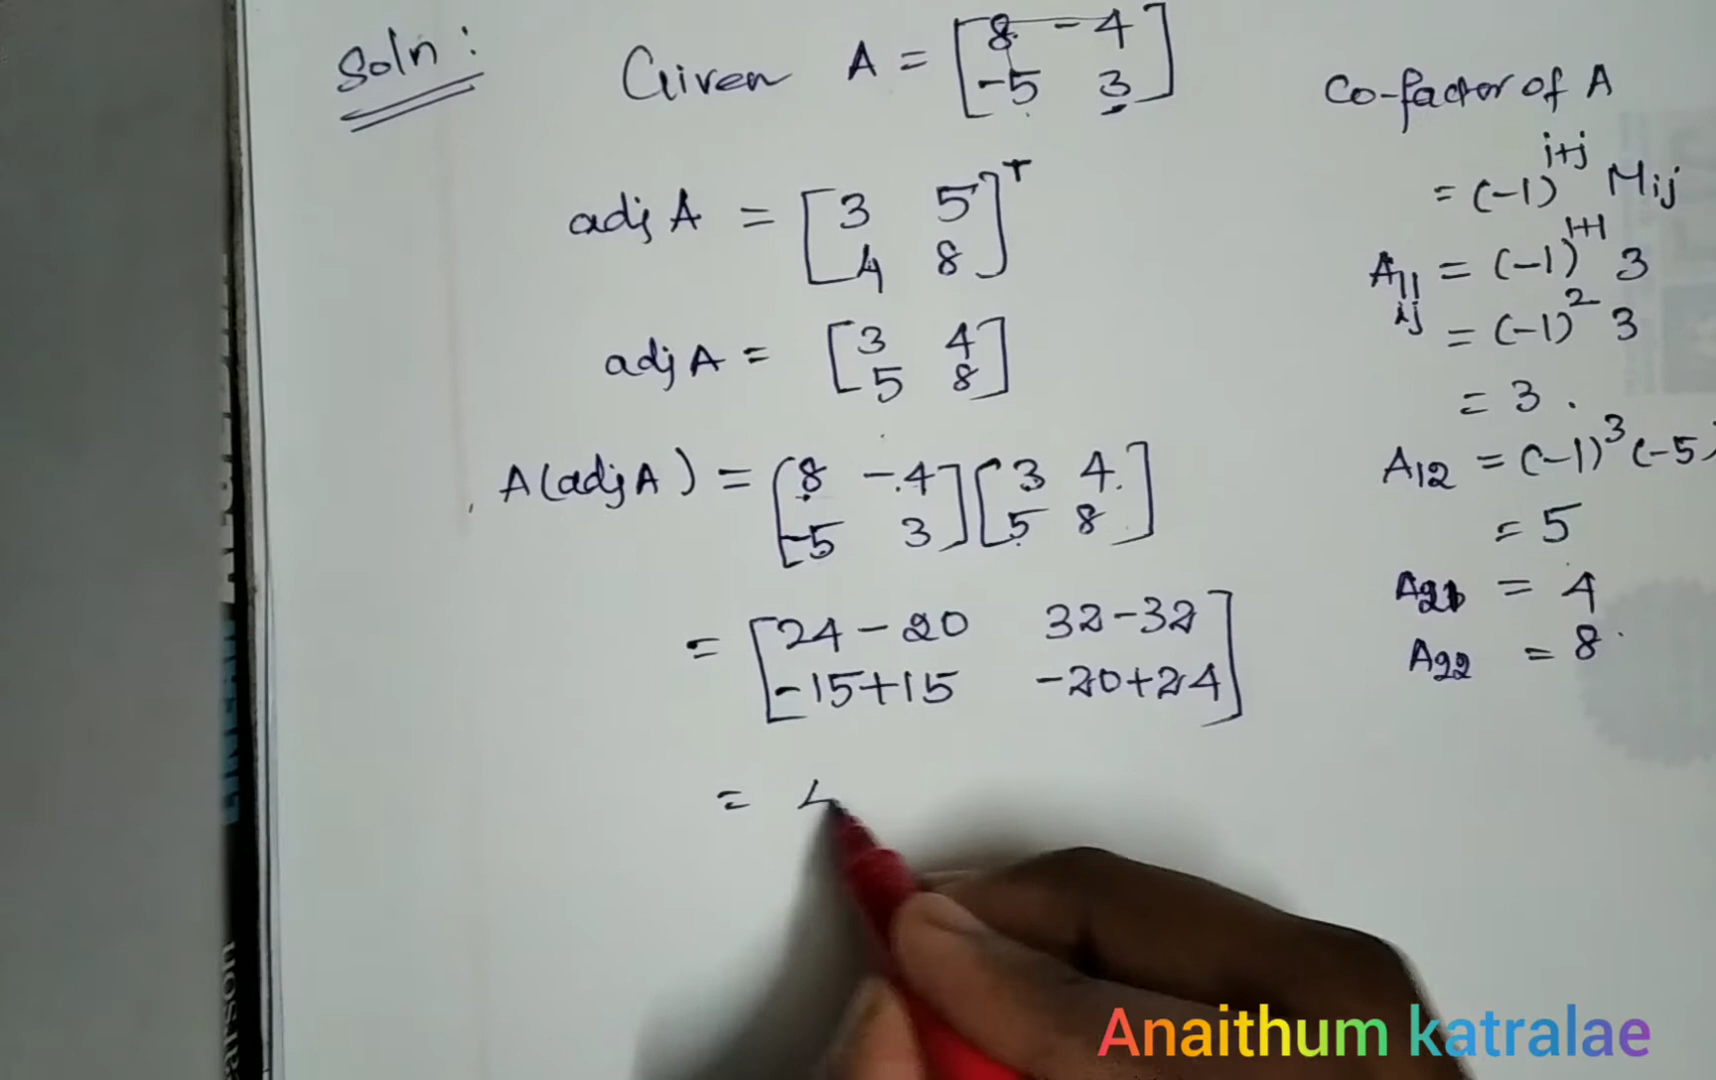 Soln :
Given A = [8 -4
-5 3]
adj A = [3 5
4 8]^T
adj A = [3 4
5 8]
A(adj A) = [8 -4
-5 3] [3 4
5 8]
= [24-20 32-32
-15+15 -20+24]
= 4
Co-factor of A
= (-1)^i+j Mij
A11 = (-1)^1+1 3
ij = (-1)^2 3
= 3.
A12 = (-1)^3 (-5)
= 5
A21 = 4
A22 = 8
earson
Anaithum katralae